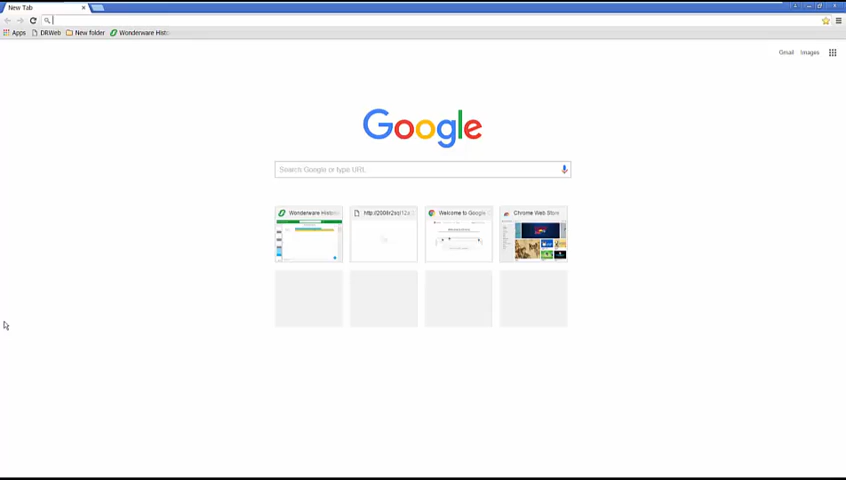 New Tab
Apps DRWeb New folder Wonderware Histo
Gmail Images
Google
Search Google or type URL
Wonderware Histo Welcome to Google Chrome Web Store